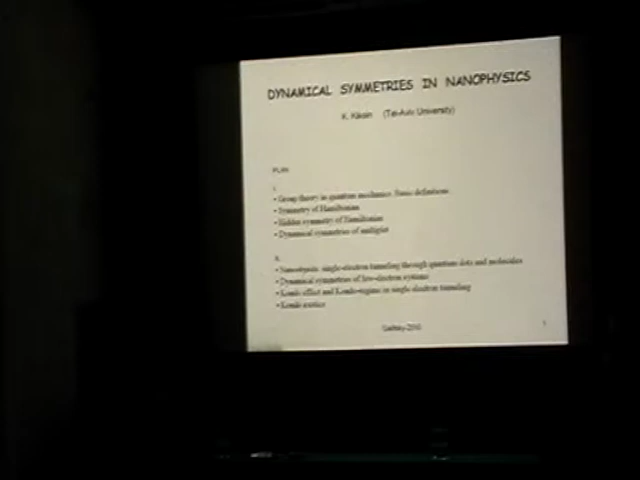 DYNAMICAL SYMMETRIES IN NANOPHYSICS
K. Kikoin (Tel-Aviv University)
PLAN
I.
• Group theory in quantum mechanics. Basic definitions
• Symmetry of Hamiltonian
• Hidden symmetry of Hamiltonian
• Dynamical symmetries of multiplet
II.
• single-electron tunneling through quantum dots and molecules
• Dynamical symmetries of few-electron systems
• Kondo effect and Kondo-regime in single electron tunneling
• Kondo exotics
1